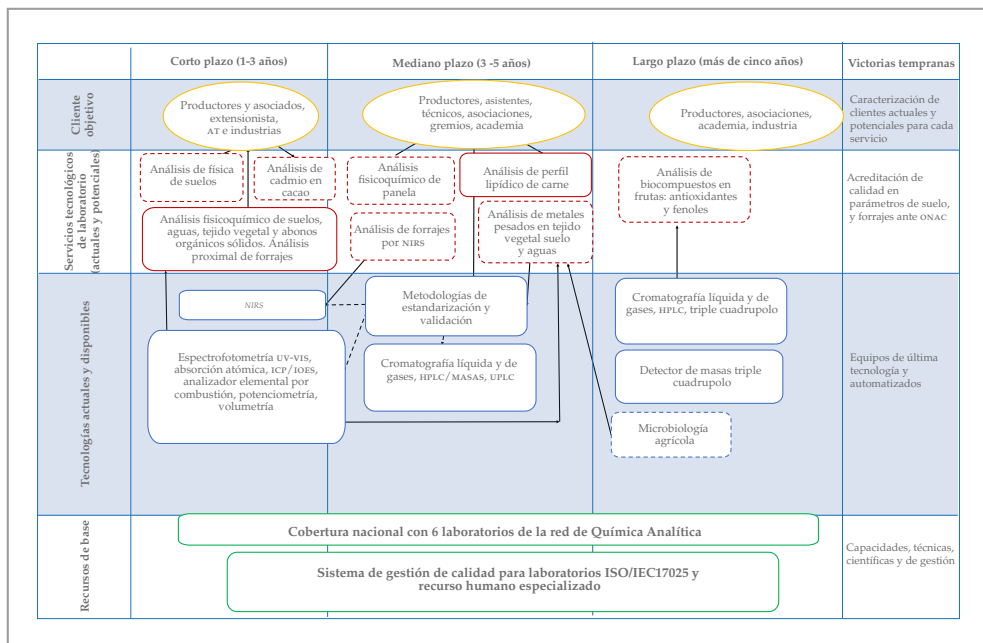 Corto plazo (1-3 años)
Mediano plazo (3 -5 años)
Largo plazo (más de cinco años)
Victorias tempranas
Cliente
objetivo
Productores y asociados,
extensionista,
AT e industrias
Productores, asistentes,
técnicos, asociaciones,
gremios, academia
Productores, asociaciones,
academia, industria
Caracterización de
clientes actuales y
potenciales para cada
servicio
Servicios tecnológicos
de laboratorio
(actuales y potenciales)
Análisis de física
de suelos
Análisis de
cadmio en
cacao
Análisis fisicoquímico de suelos,
aguas, tejido vegetal y abonos
orgánicos sólidos. Análisis
proximal de forrajes
Análisis
fisicoquímico de
panela
Análisis de perfil
lipídico de carne
Análisis de forrajes
por NIRS
Análisis de metales
pesados en tejido
vegetal suelo
y aguas
Análisis de
biocompuestos en
frutas: antioxidantes
y fenoles
Acreditación de
calidad en
parámetros de suelo,
y forrajes ante ONAC
Tecnologías actuales y disponibles
NIRS
Espectrofotometría UV-VIS,
absorción atómica, ICP/IOES,
analizador elemental por
combustión, potenciometría,
volumetría
Metodologías de
estandarización y
validación
Cromatografía líquida y de
gases, HPLC/MASAS, UPLC
Cromatografía líquida y de
gases, HPLC, triple cuadrupolo
Detector de masas triple
cuadrupolo
Microbiología
agrícola
Equipos de última
tecnología y
automatizados
Recursos de base
Cobertura nacional con 6 laboratorios de la red de Química Analítica
Sistema de gestión de calidad para laboratorios ISO/IEC17025 y
recurso humano especializado
Capacidades, técnicas,
científicas y de gestión